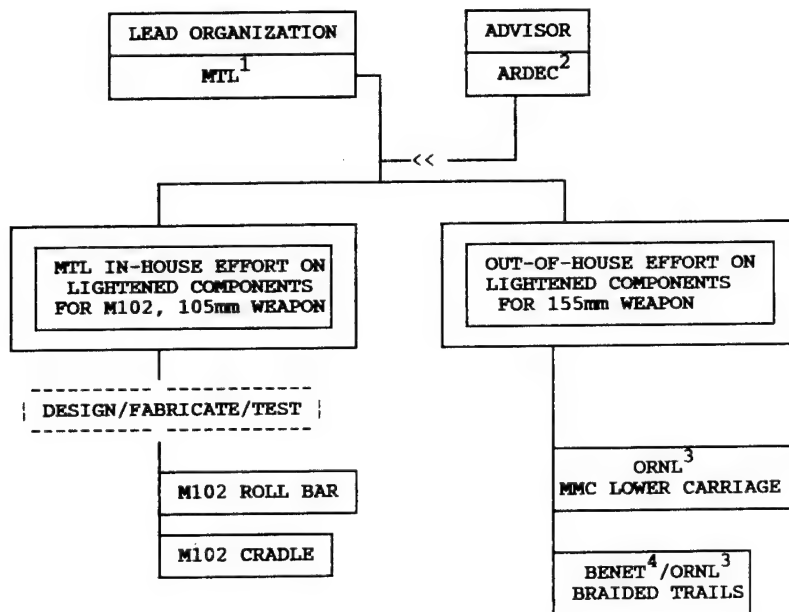 LEAD ORGANIZATION
MTL1
ADVISOR
ARDEC2
<<
MTL IN-HOUSE EFFORT ON
LIGHTENED COMPONENTS
FOR M102, 105mm WEAPON
OUT-OF-HOUSE EFFORT ON
LIGHTENED COMPONENTS
FOR 155mm WEAPON
DESIGN/FABRICATE/TEST
M102 ROLL BAR
M102 CRADLE
ORNL3
MMC LOWER CARRIAGE
BENET4/ORNL3
BRAIDED TRAILS